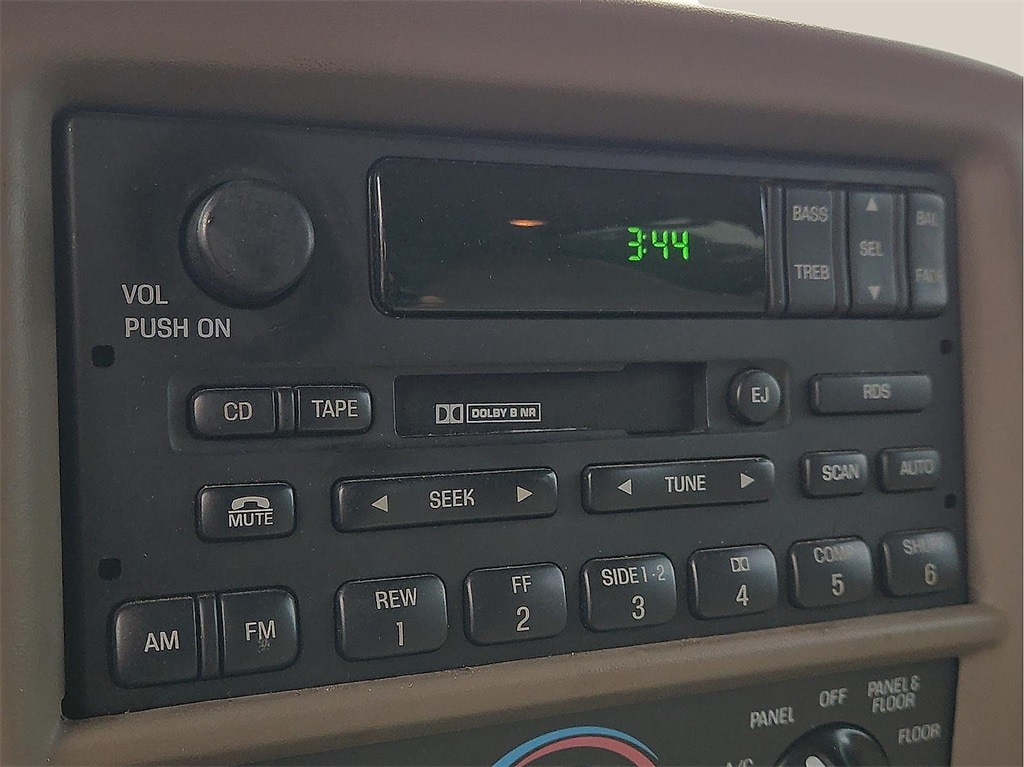 3:44
BASS
TREB
▲
SEL
▼
BAL
FADE
VOL
PUSH ON
CD
TAPE
DOLBY B NR
EJ
RDS
MUTE
◀ SEEK ▶
◀ TUNE ▶
SCAN
AUTO
AM
FM
REW
1
FF
2
SIDE 1·2
3
4
COMP
5
SHUF
6
PANEL
OFF
PANEL &
FLOOR
FLOOR
A/C